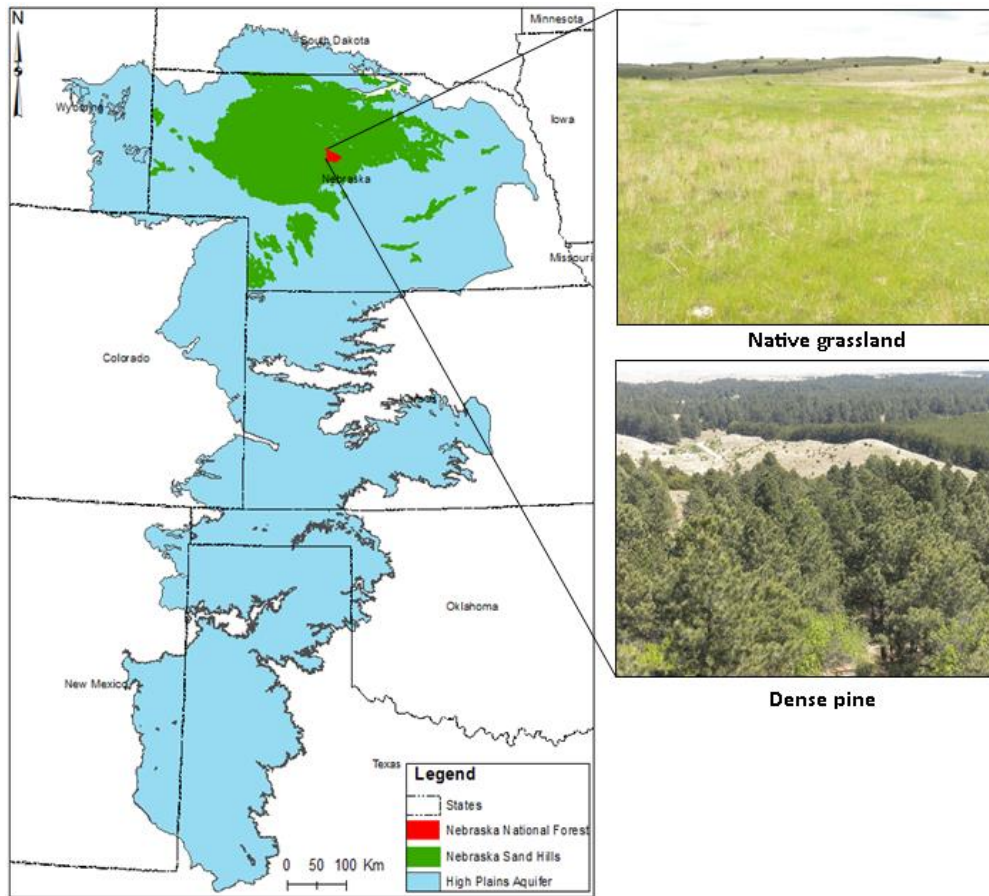 N
Minnesota
South Dakota
Wyoming
Iowa
Nebraska
Missouri
Native grassland
Colorado
Kansas
Dense pine
Oklahoma
New Mexico
Texas
Legend
States
Nebraska National Forest
Nebraska Sand Hills
High Plains Aquifer
0 50 100 Km